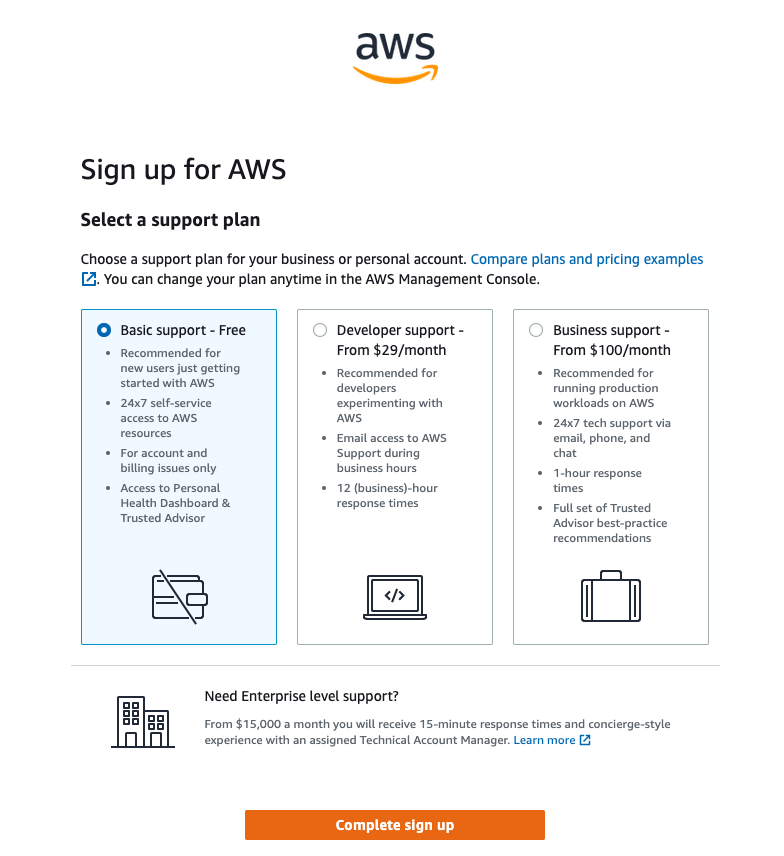 aws
Sign up for AWS
Select a support plan
Choose a support plan for your business or personal account. Compare plans and pricing examples
. You can change your plan anytime in the AWS Management Console.
Basic support - Free
Recommended for
new users just getting
started with AWS
24x7 self-service
access to AWS
resources
For account and
billing issues only
Access to Personal
Health Dashboard &
Trusted Advisor
Developer support -
From $29/month
Recommended for
developers
experimenting with
AWS
Email access to AWS
Support during
business hours
12 (business)-hour
response times
</>
Business support -
From $100/month
Recommended for
running production
workloads on AWS
24x7 tech support via
email, phone, and
chat
1-hour response
times
Full set of Trusted
Advisor best-practice
recommendations
Need Enterprise level support?
From $15,000 a month you will receive 15-minute response times and concierge-style
experience with an assigned Technical Account Manager. Learn more
Complete sign up